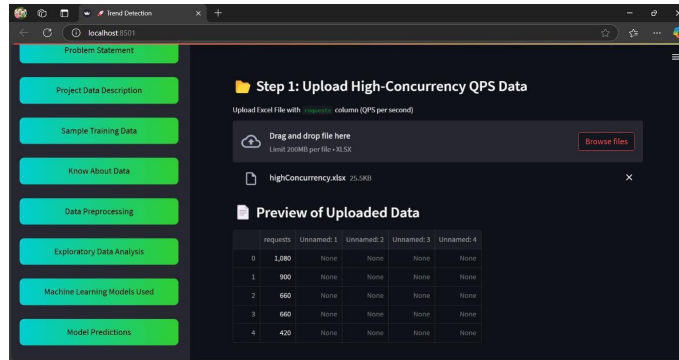 Trend Detection
localhost:8501
Problem Statement
Project Data Description
Sample Training Data
Know About Data
Data Preprocessing
Exploratory Data Analysis
Machine Learning Models Used
Model Predictions
Step 1: Upload High-Concurrency QPS Data
Upload Excel File with requests column (QPS per second)
Drag and drop file here
Limit 200MB per file • XLSX
Browse files
highConcurrency.xlsx 25.5KB
Preview of Uploaded Data
requests Unnamed: 1 Unnamed: 2 Unnamed: 3 Unnamed: 4
0 1,080 None None None None
1 900 None None None None
2 660 None None None None
3 660 None None None None
4 420 None None None None